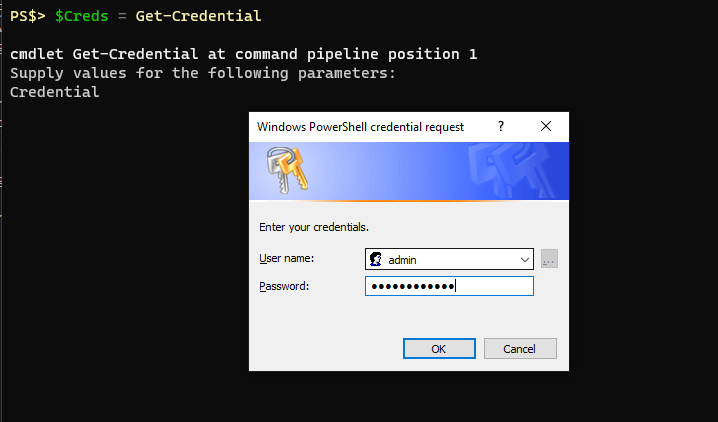 PS$> $Creds = Get-Credential
cmdlet Get-Credential at command pipeline position 1
Supply values for the following parameters:
Credential
Windows PowerShell credential request
?
Enter your credentials.
User name:
admin
...
Password:
●●●●●●●●●●●●
OK
Cancel